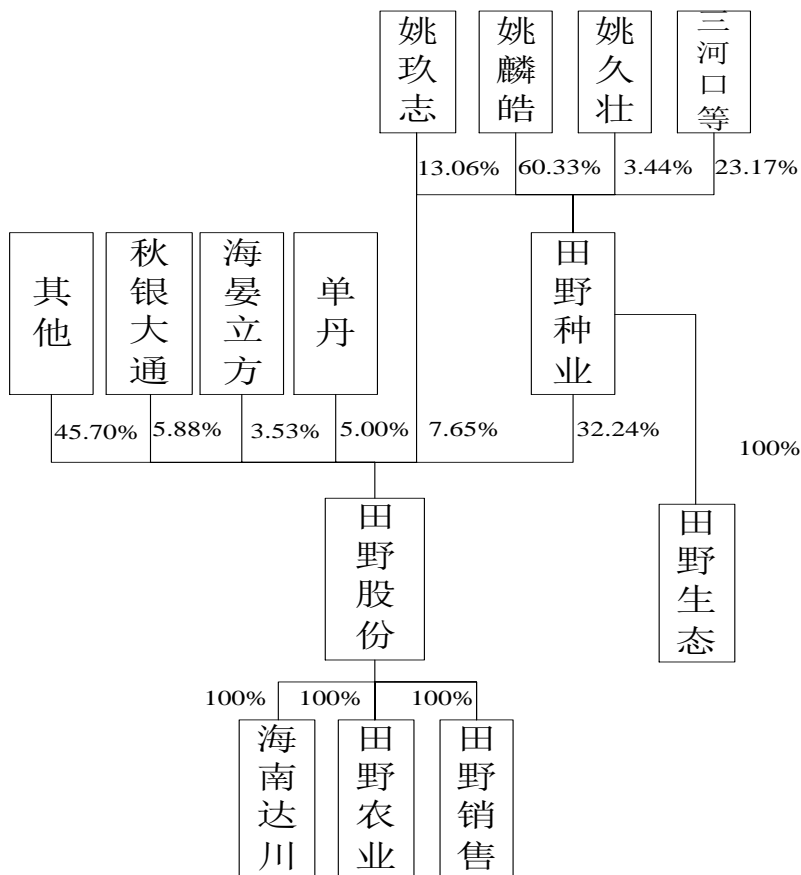 姚玖志
姚麟皓
姚久壮
三河口等
13.06%
60.33%
3.44%
23.17%
其他
秋银大通
海晏立方
单丹
田野种业
45.70%
5.88%
3.53%
5.00%
7.65%
32.24%
100%
田野股份
田野生态
100%
100%
100%
海南达川
田野农业
田野销售